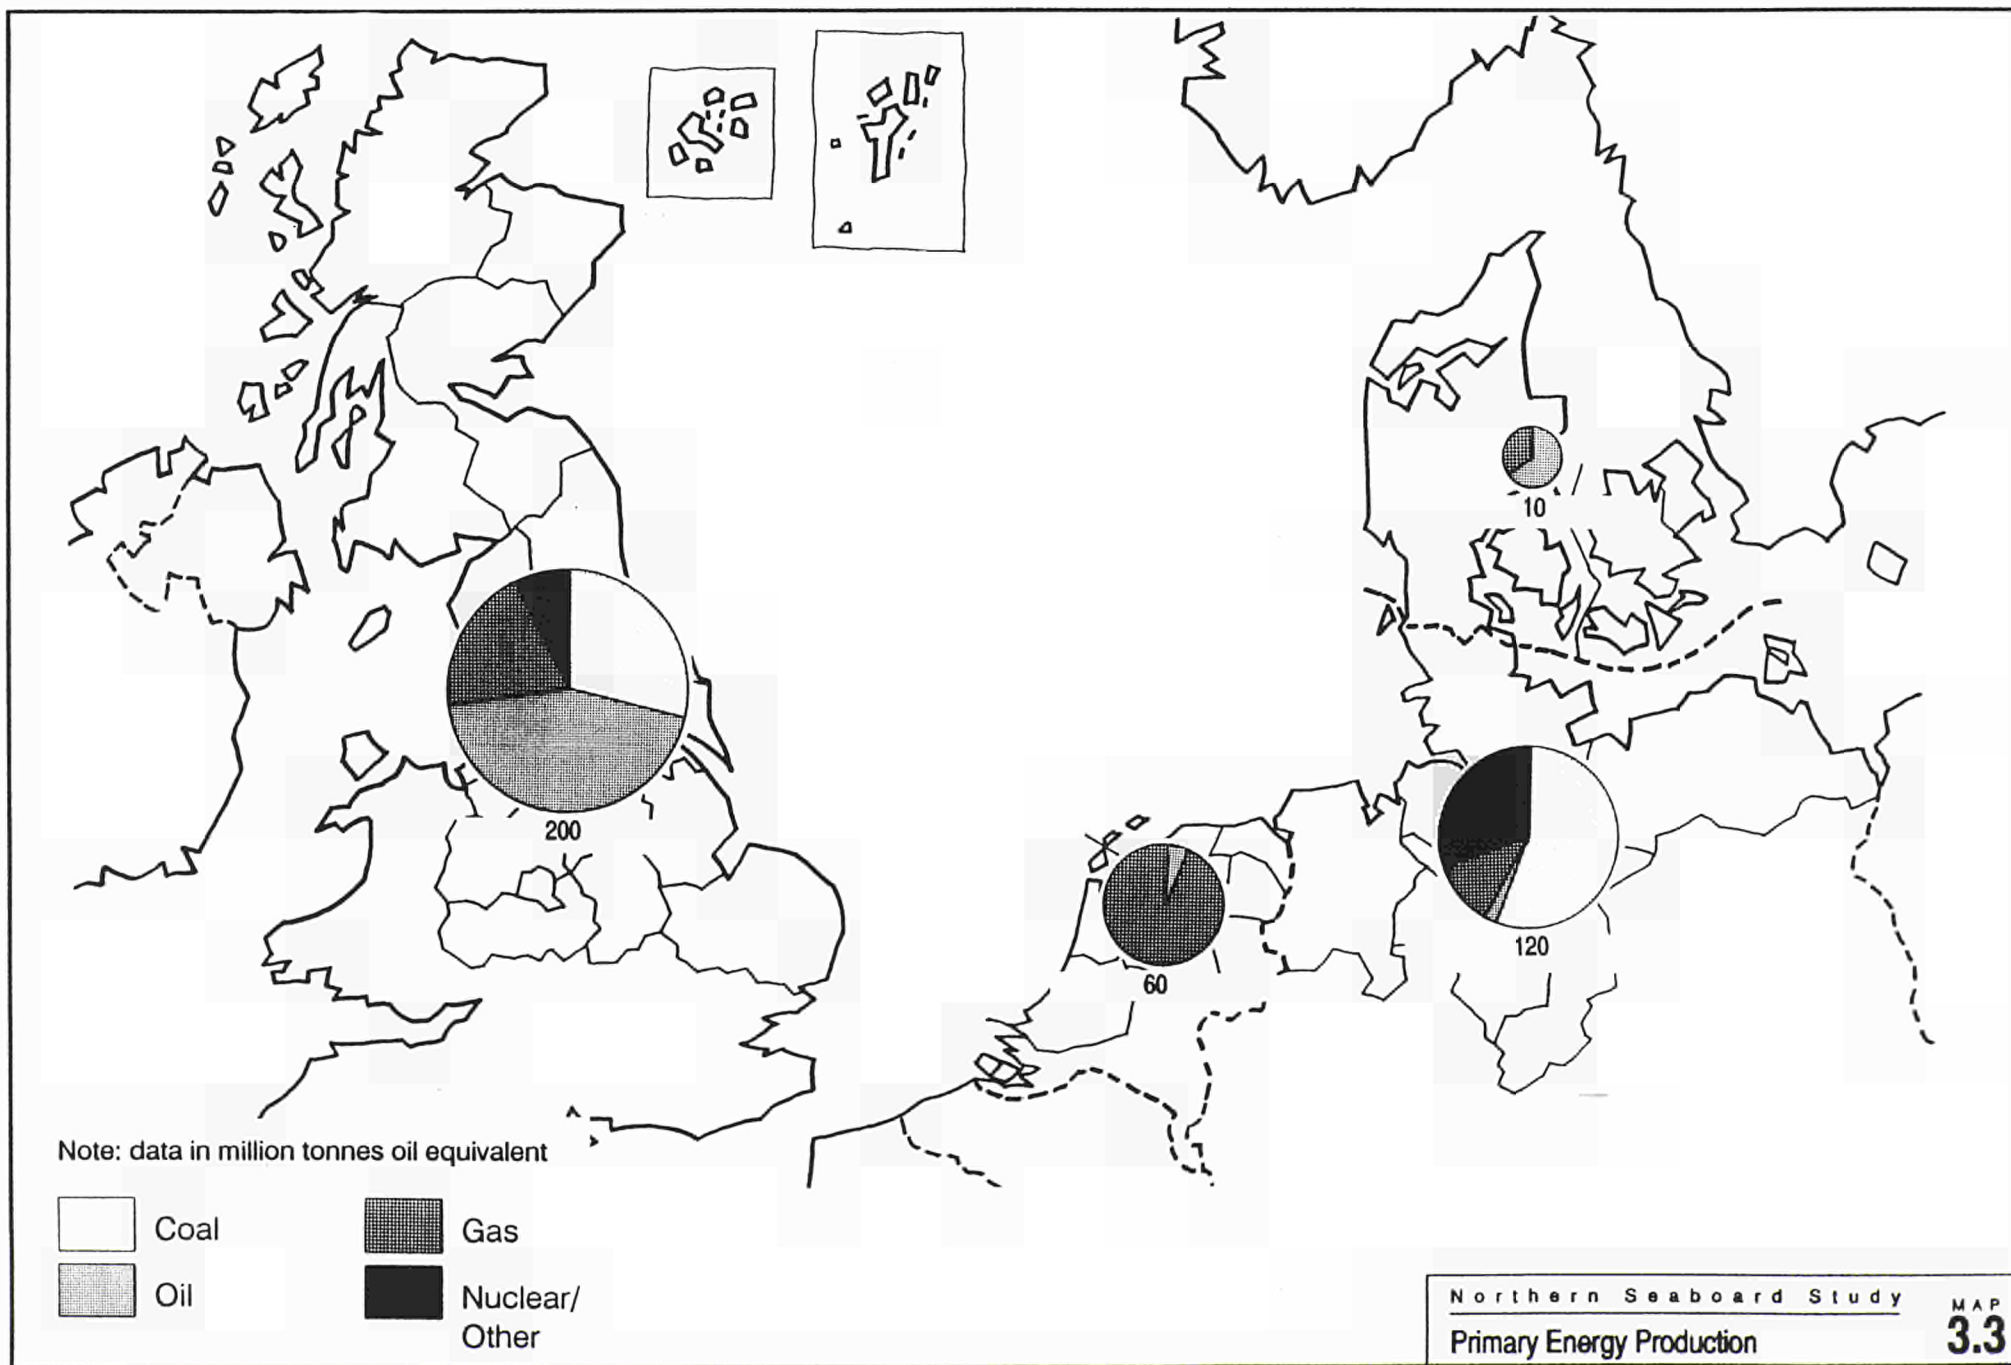 10
200
120
60
Note: data in million tonnes oil equivalent
Coal
Gas
Oil
Nuclear/
Other
Northern Seaboard Study
MAP
Primary Energy Production
3.3